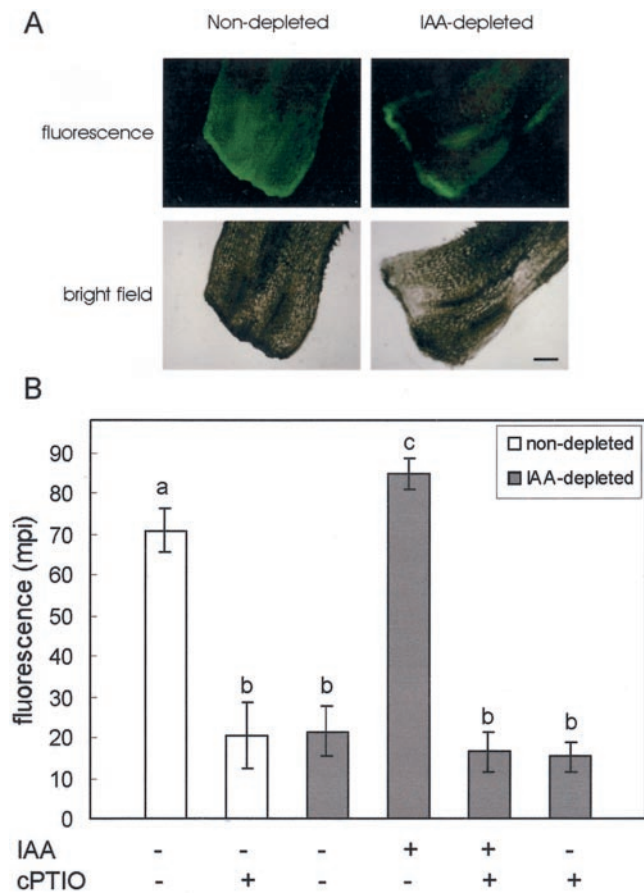 A
Non-depleted IAA-depleted
fluorescence
bright field
B
fluorescence (mpi)
90
80
70
60
50
40
30
20
10
0
a
b
b
c
b
b
non-depleted
IAA-depleted
IAA - - - + + -
cPTIO - + - - + +